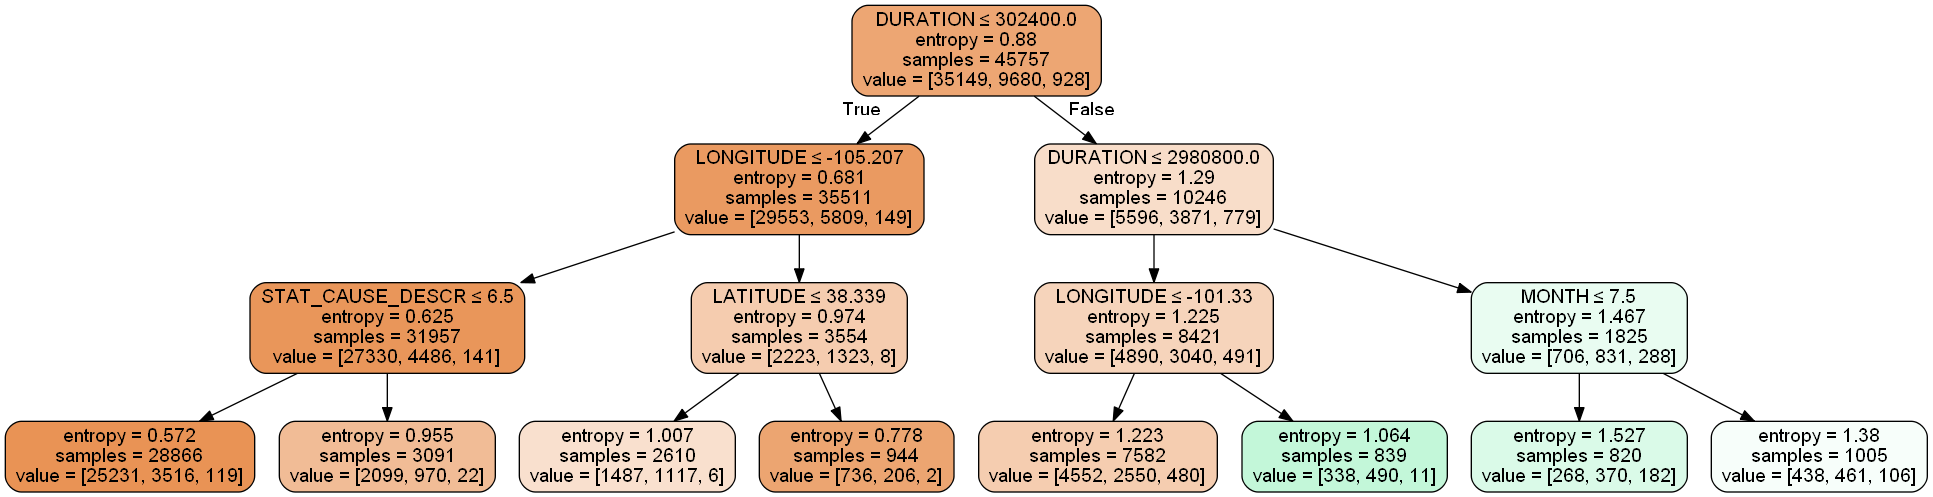 DURATION ≤ 302400.0
entropy = 0.88
samples = 45757
value = [35149, 9680, 928]
True
False
LONGITUDE ≤ -105.207
entropy = 0.681
samples = 35511
value = [29553, 5809, 149]
DURATION ≤ 2980800.0
entropy = 1.29
samples = 10246
value = [5596, 3871, 779]
STAT_CAUSE_DESCR ≤ 6.5
entropy = 0.625
samples = 31957
value = [27330, 4486, 141]
LATITUDE ≤ 38.339
entropy = 0.974
samples = 3554
value = [2223, 1323, 8]
LONGITUDE ≤ -101.33
entropy = 1.225
samples = 8421
value = [4890, 3040, 491]
MONTH ≤ 7.5
entropy = 1.467
samples = 1825
value = [706, 831, 288]
entropy = 0.572
samples = 28866
value = [25231, 3516, 119]
entropy = 0.955
samples = 3091
value = [2099, 970, 22]
entropy = 1.007
samples = 2610
value = [1487, 1117, 6]
entropy = 0.778
samples = 944
value = [736, 206, 2]
entropy = 1.223
samples = 7582
value = [4552, 2550, 480]
entropy = 1.064
samples = 839
value = [338, 490, 11]
entropy = 1.527
samples = 820
value = [268, 370, 182]
entropy = 1.38
samples = 1005
value = [438, 461, 106]